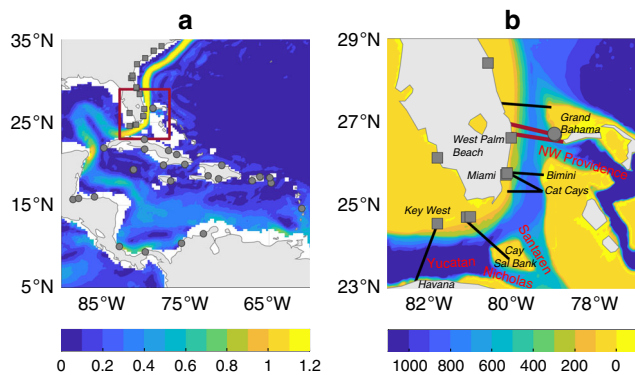 a
b
35°N
25°N
15°N
5°N
85°W
75°W
65°W
0 0.2 0.4 0.6 0.8 1 1.2
29°N
27°N
25°N
23°N
82°W
80°W
78°W
Grand
Bahama
West Palm
Beach
NW Providence
Miami
Bimini
Cat Cays
Key West
Santaren
Cay
Sal Bank
Yucatan
Nicholas
Havana
1000 800 600 400 200 0